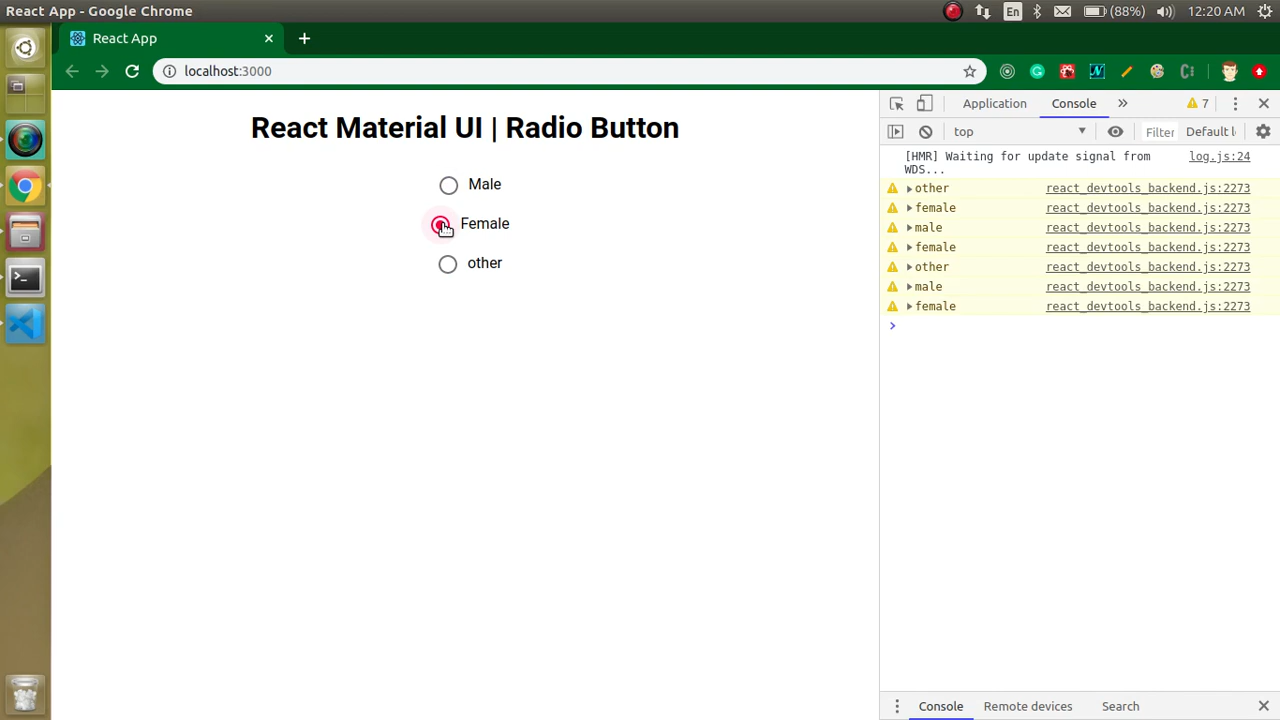 React App - Google Chrome
En
(88%)
12:20 AM
React App
localhost:3000
React Material UI | Radio Button
Male
Female
other
Application
Console
7
top
Filter
Default l
[HMR] Waiting for update signal from WDS...
log.js:24
other react_devtools_backend.js:2273
female react_devtools_backend.js:2273
male react_devtools_backend.js:2273
female react_devtools_backend.js:2273
other react_devtools_backend.js:2273
male react_devtools_backend.js:2273
female react_devtools_backend.js:2273
Console
Remote devices
Search